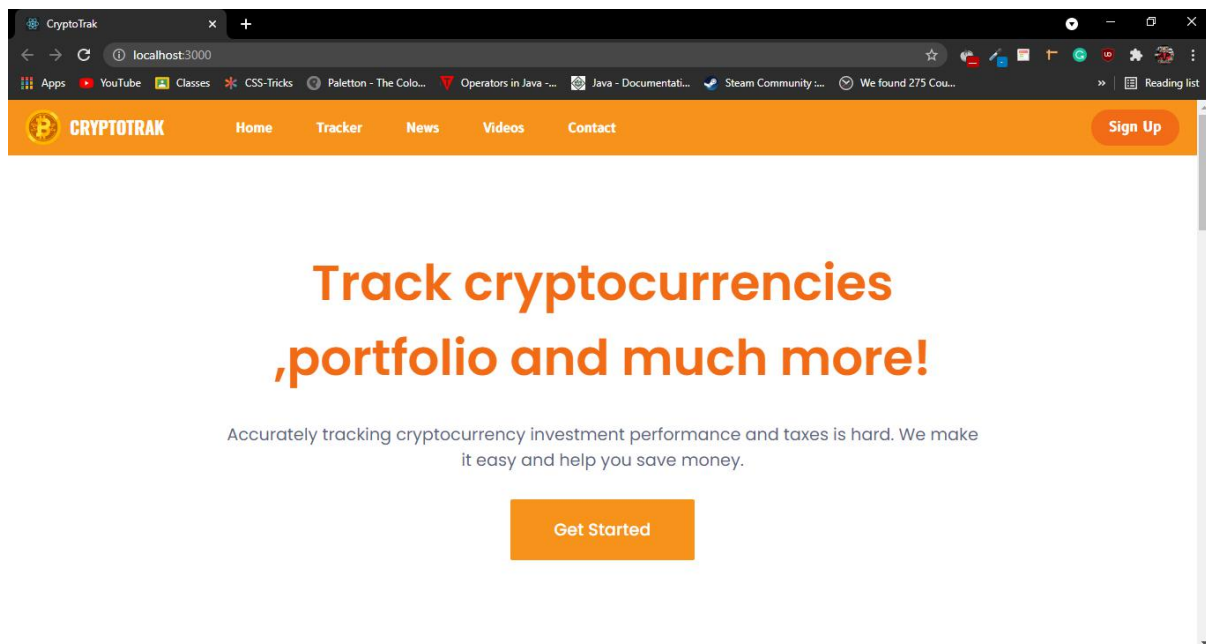 CryptoTrak
localhost:3000
Apps YouTube Classes CSS-Tricks Paletton - The Colo... Operators in Java -... Java - Documentati... Steam Community :... We found 275 Cou... » Reading list
CRYPTOTRAK Home Tracker News Videos Contact Sign Up
Track cryptocurrencies
,portfolio and much more!
Accurately tracking cryptocurrency investment performance and taxes is hard. We make
it easy and help you save money.
Get Started